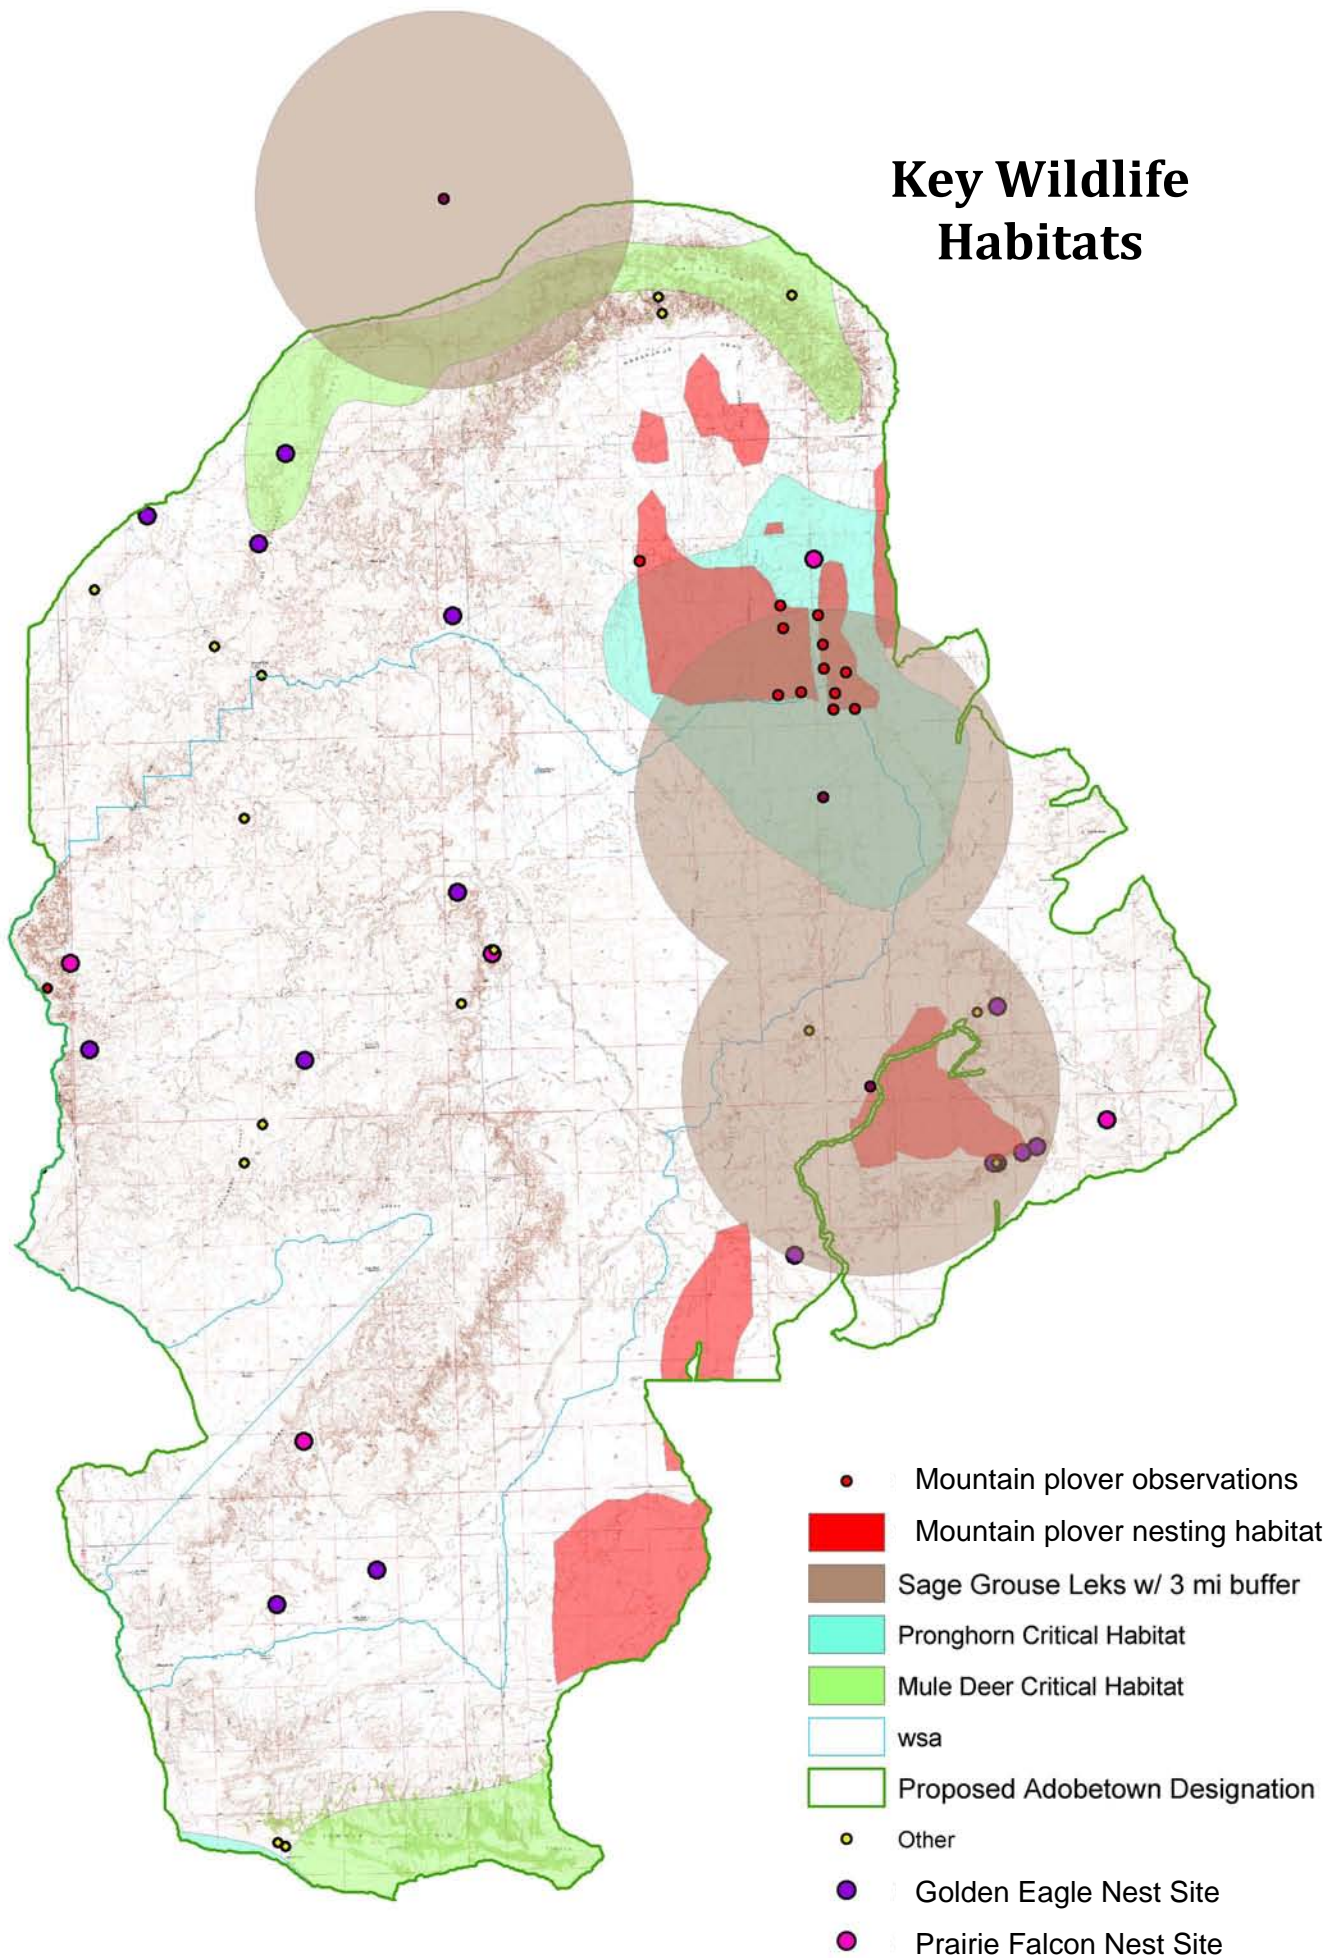 Key Wildlife
Habitats
Mountain plover observations
Mountain plover nesting habitat
Sage Grouse Leks w/ 3 mi buffer
Pronghorn Critical Habitat
Mule Deer Critical Habitat
wsa
Proposed Adobetown Designation
Other
Golden Eagle Nest Site
Prairie Falcon Nest Site